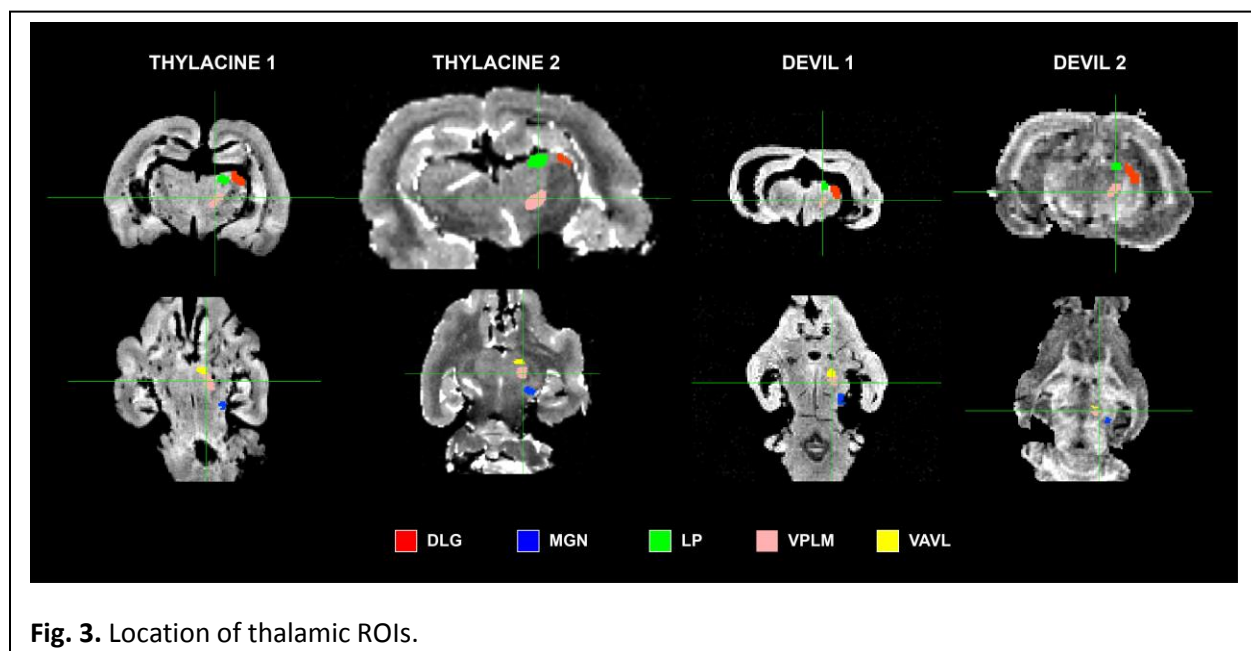 THYLACINE 1 THYLACINE 2 DEVIL 1 DEVIL 2
DLG MGN LP VPLM VAVL
Fig. 3. Location of thalamic ROIs.